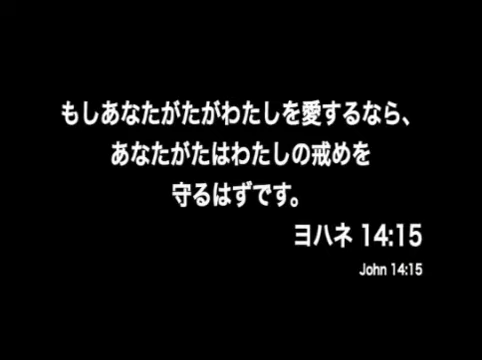 もしあなたがたがわたしを愛するなら、
あなたがたはわたしの戒めを
守るはずです。
ヨハネ 14:15
John 14:15